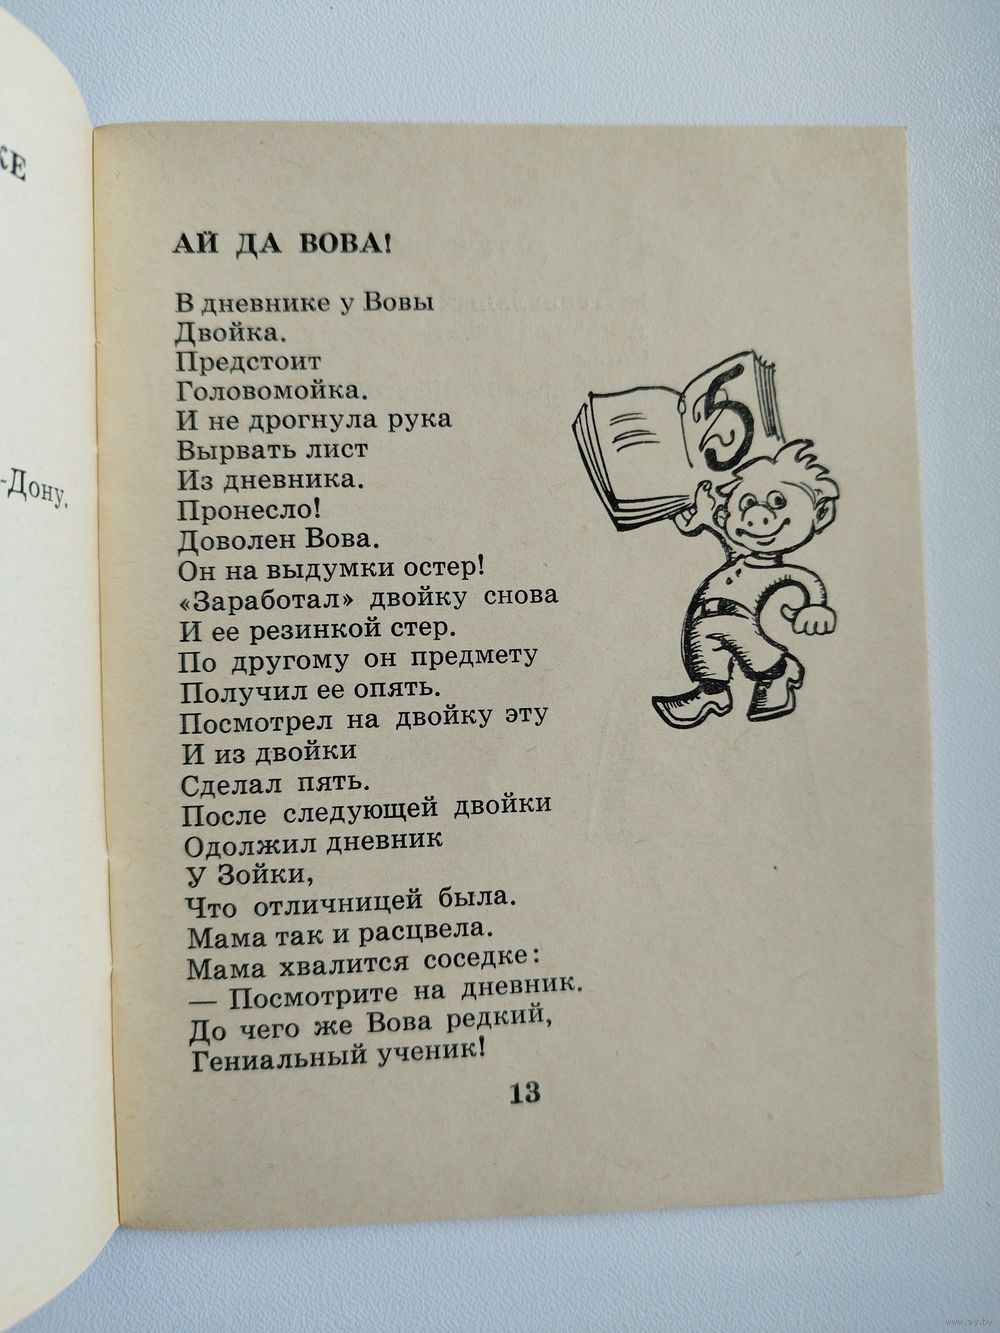 КЕ
-Дону.
АЙ ДА ВОВА!
В дневнике у Вовы
Двойка.
Предстоит
Головомойка.
И не дрогнула рука
Вырвать лист
Из дневника.
Пронесло!
Доволен Вова.
Он на выдумки остер!
«Заработал» двойку снова
И ее резинкой стер.
По другому он предмету
Получил ее опять.
Посмотрел на двойку эту
И из двойки
Сделал пять.
После следующей двойки
Одолжил дневник
У Зойки,
Что отличницей была.
Мама так и расцвела.
Мама хвалится соседке:
— Посмотрите на дневник.
До чего же Вова редкий,
Гениальный ученик!
5
13
www.ay.by